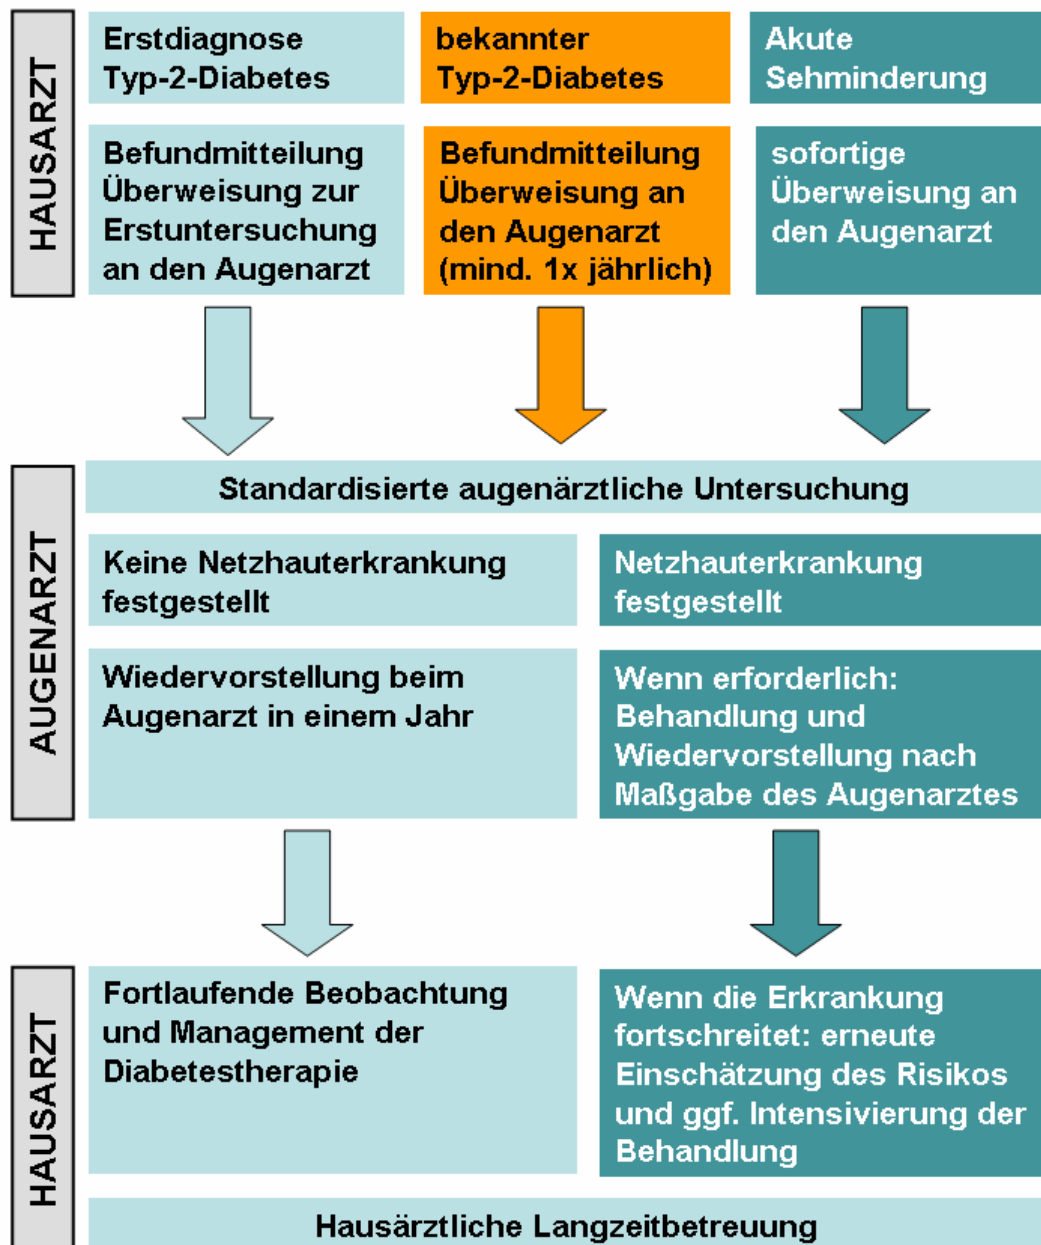 HAUSARZT
Erstdiagnose
Typ-2-Diabetes
bekannter
Typ-2-Diabetes
Akute
Sehminderung
Befundmitteilung
Überweisung zur
Erstuntersuchung
an den Augenarzt
Befundmitteilung
Überweisung an
den Augenarzt
(mind. 1x jährlich)
sofortige
Überweisung an
den Augenarzt
AUGENARZT
Standardisierte augenärztliche Untersuchung
Keine Netzhauterkrankung
festgestellt
Netzhauterkrankung
festgestellt
Wiedervorstellung beim
Augenarzt in einem Jahr
Wenn erforderlich:
Behandlung und
Wiedervorstellung nach
Maßgabe des Augenarztes
HAUSARZT
Fortlaufende Beobachtung
und Management der
Diabetestherapie
Wenn die Erkrankung
fortschreitet: erneute
Einschätzung des Risikos
und ggf. Intensivierung der
Behandlung
Hausärztliche Langzeitbetreuung